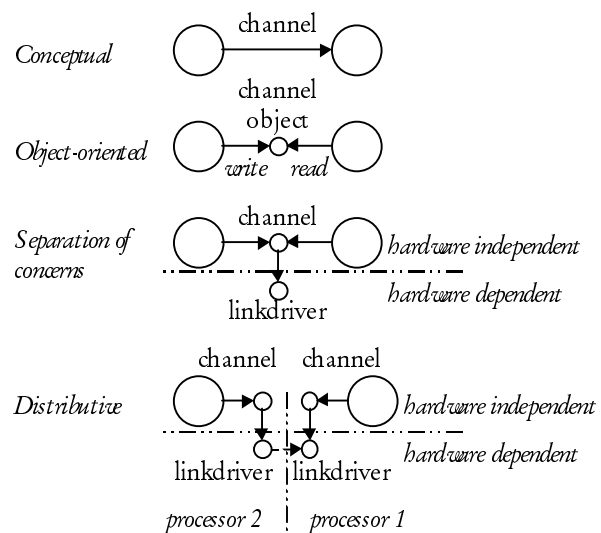 channel
Conceptual
channel
object
Object-oriented
write read
channel
Separation of
concerns
hardware independent
hardware dependent
linkdriver
channel channel
Distributive
hardware independent
hardware dependent
linkdriver linkdriver
processor 2 processor 1